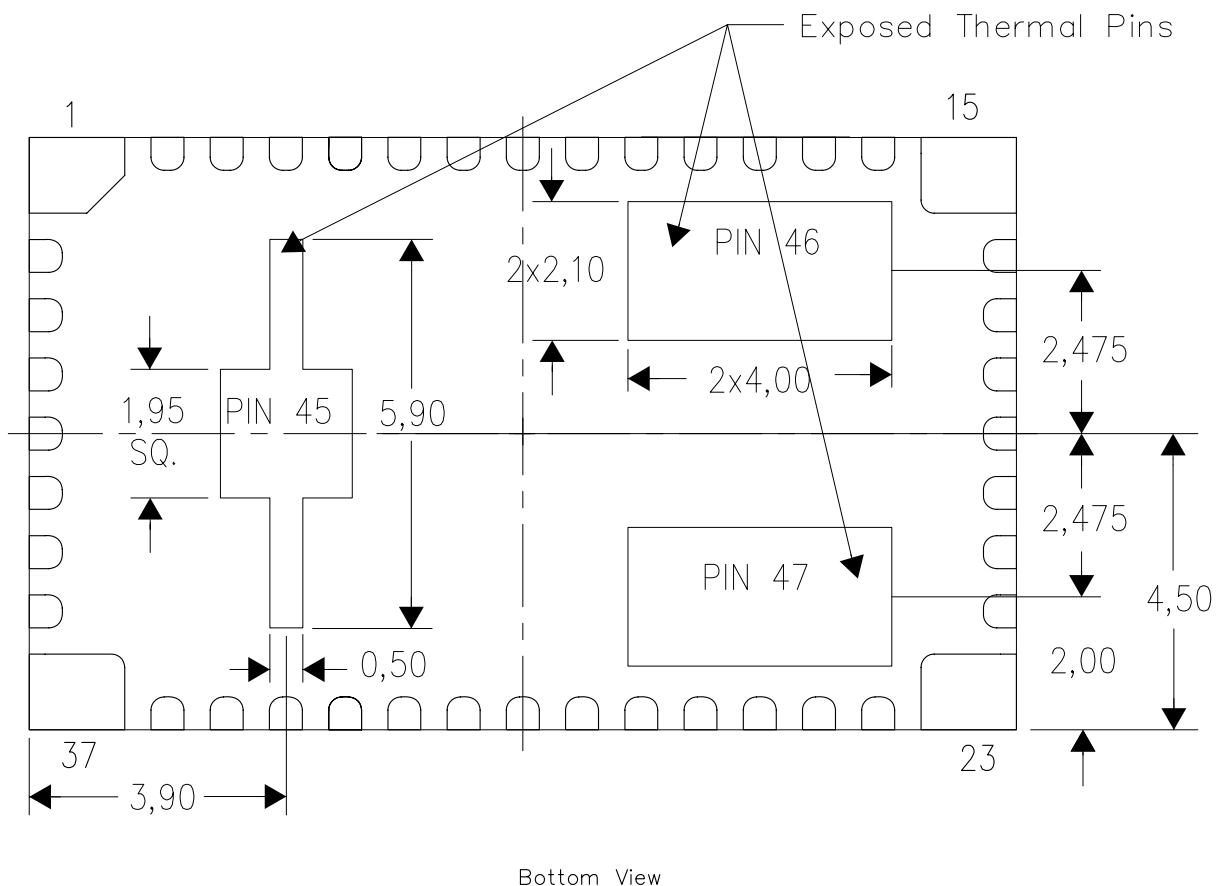 Exposed Thermal Pins
1
15
PIN 46
2x2,10
2,475
2x4,00
1,95
SQ.
PIN 45
5,90
2,475
PIN 47
4,50
0,50
2,00
37
23
3,90
Bottom View